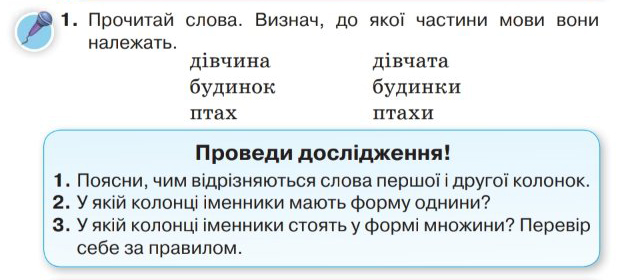 1. Прочитай слова. Визнач, до якої частини мови вони
належать.
дівчина дівчата
будинок будинки
птах птахи
Проведи дослідження!
1. Поясни, чим відрізняються слова першої і другої колонок.
2. У якій колонці іменники мають форму однини?
3. У якій колонці іменники стоять у формі множини? Перевір
себе за правилом.